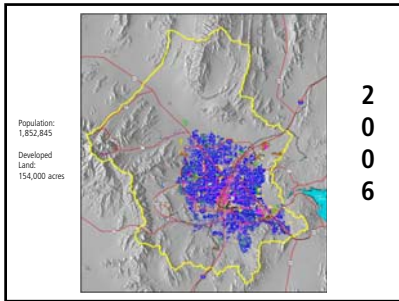 Population:
1,852,845
Developed
Land:
154,000 acres
2
0
0
6